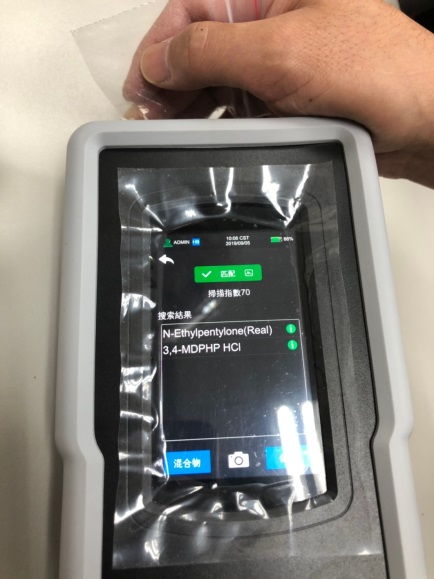 ADMIN
10:05 CST
2019/09/05
86%
匹配
掃描指數70
搜索結果
N-Ethylpentylone(Real)
3,4-MDPHP HCl
混合物